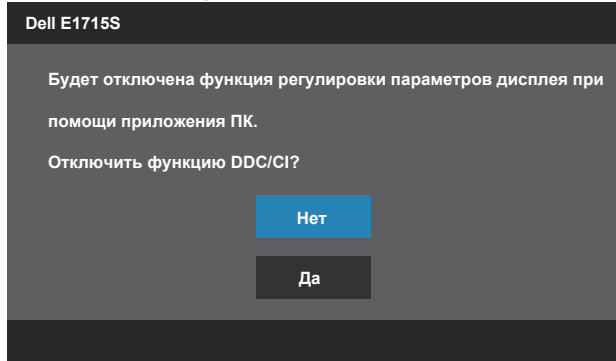 Dell E1715S
Будет отключена функция регулировки параметров дисплея при
помощи приложения ПК.
Отключить функцию DDC/CI?
Нет
Да